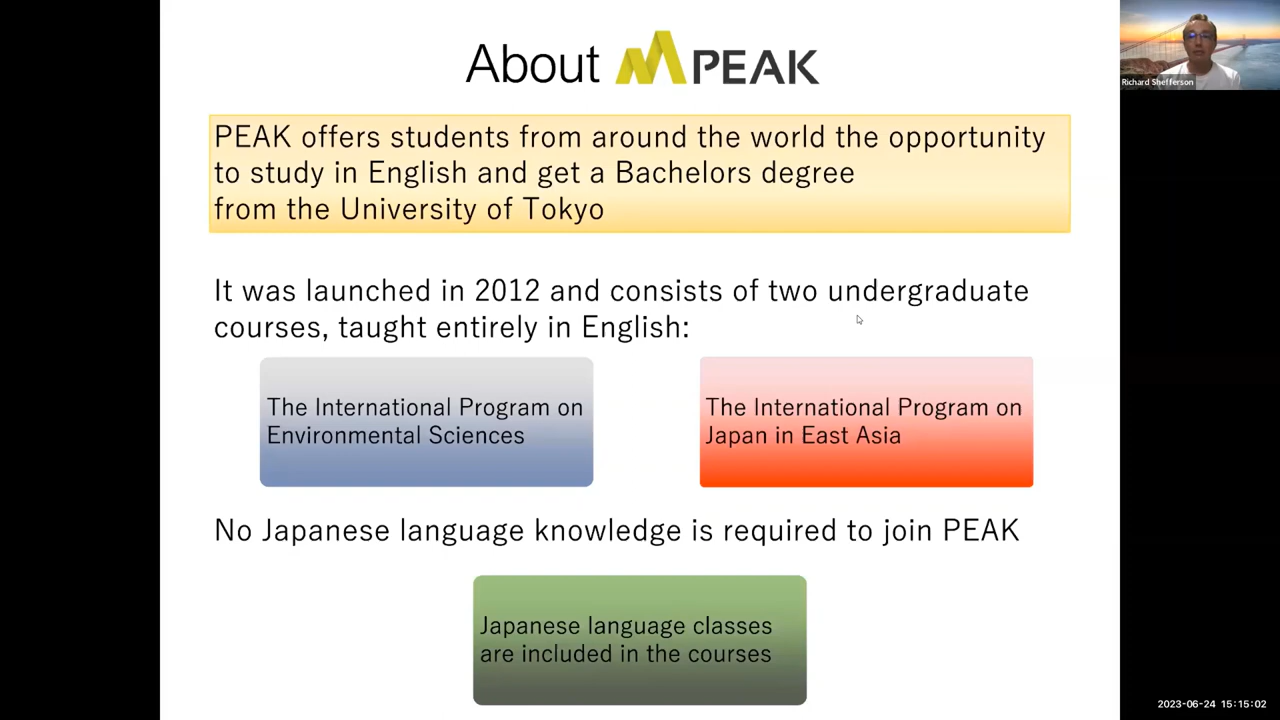 About PEAK
Richard Shefferson
PEAK offers students from around the world the opportunity
to study in English and get a Bachelors degree
from the University of Tokyo
It was launched in 2012 and consists of two undergraduate
courses, taught entirely in English:
The International Program on
Environmental Sciences
The International Program on
Japan in East Asia
No Japanese language knowledge is required to join PEAK
Japanese language classes
are included in the courses
2023-06-24 15:15:02